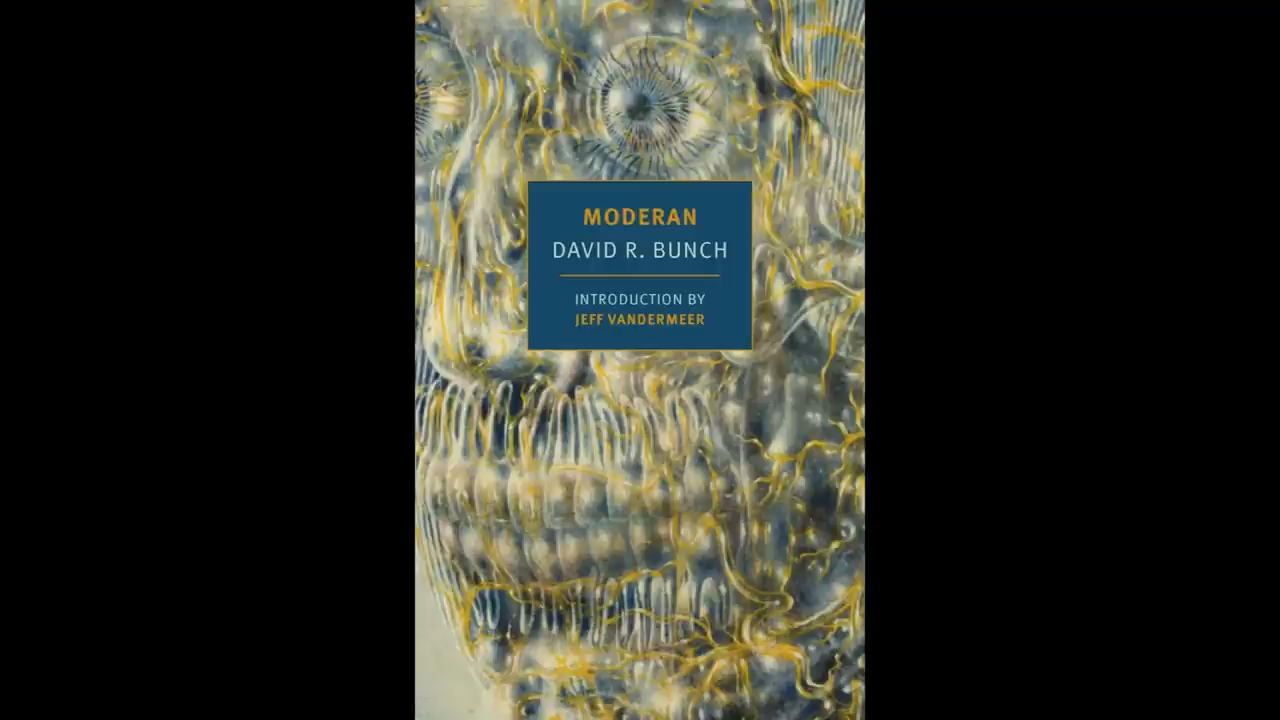 MODERAN
DAVID R. BUNCH
INTRODUCTION BY
JEFF VANDERMEER